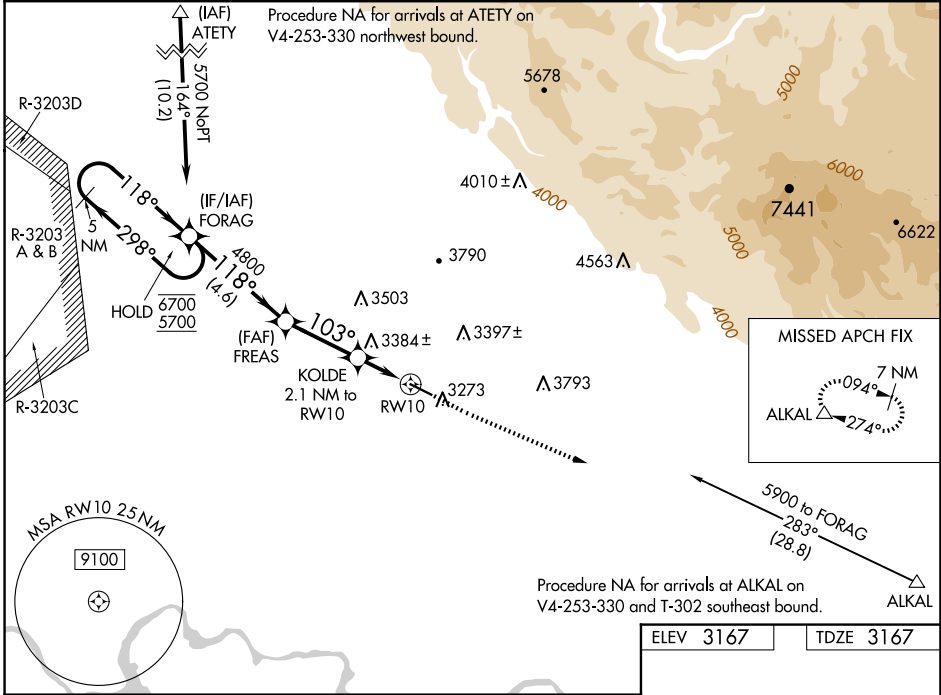 (IAF)
ATETY
Procedure NA for arrivals at ATETY on
V4-253-330 northwest bound.
5700 NoPT
164°
(10.2)
R-3203D
R-3203
A & B
R-3203C
5
NM
118°
298°
(IF/IAF)
FORAG
HOLD
6700
5700
4800
118°
(4.6)
(FAF)
FREAS
103°
KOLDE
2.1 NM to
RW10
RW10
5678
4010±
4000
5000
6000
7441
6622
5000
4563
4000
3790
3503
3384±
3397±
3273
3793
MISSED APCH FIX
7 NM
094°
274°
ALKAL
5900 to FORAG
283°
(28.8)
ALKAL
Procedure NA for arrivals at ALKAL on
V4-253-330 and T-302 southeast bound.
MSA RW10 25 NM
9100
ELEV 3167
TDZE 3167